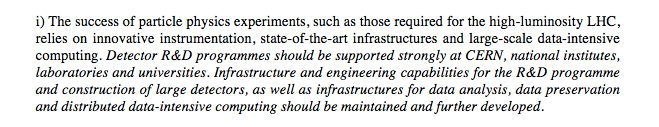 i) The success of particle physics experiments, such as those required for the high-luminosity LHC,
relies on innovative instrumentation, state-of-the-art infrastructures and large-scale data-intensive
computing. Detector R&D programmes should be supported strongly at CERN, national institutes,
laboratories and universities. Infrastructure and engineering capabilities for the R&D programme
and construction of large detectors, as well as infrastructures for data analysis, data preservation
and distributed data-intensive computing should be maintained and further developed.